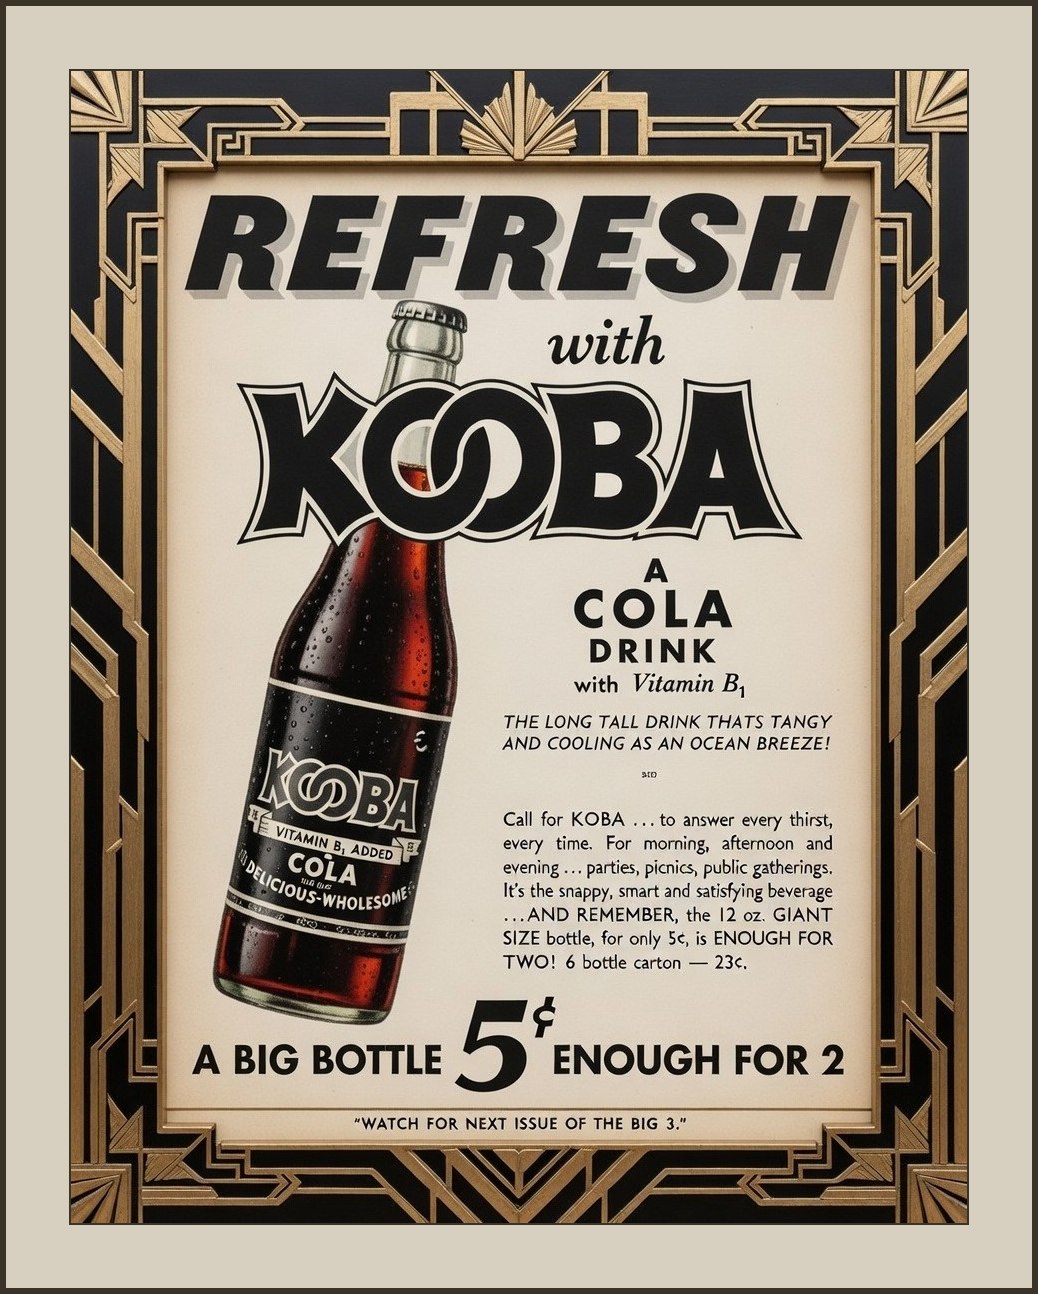 REFRESH
with
KOOBA
A
COLA
DRINK
with Vitamin B₁
THE LONG TALL DRINK THATS TANGY
AND COOLING AS AN OCEAN BREEZE!
Call for KOBA ... to answer every thirst,
every time. For morning, afternoon and
evening ... parties, picnics, public gatherings.
It's the snappy, smart and satisfying beverage
...AND REMEMBER, the 12 oz. GIANT
SIZE bottle, for only 5¢, is ENOUGH FOR
TWO! 6 bottle carton — 23¢.
KOOBA
VITAMIN B₁ ADDED
COLA
DELICIOUS-WHOLESOME
A BIG BOTTLE 5¢ ENOUGH FOR 2
"WATCH FOR NEXT ISSUE OF THE BIG 3."